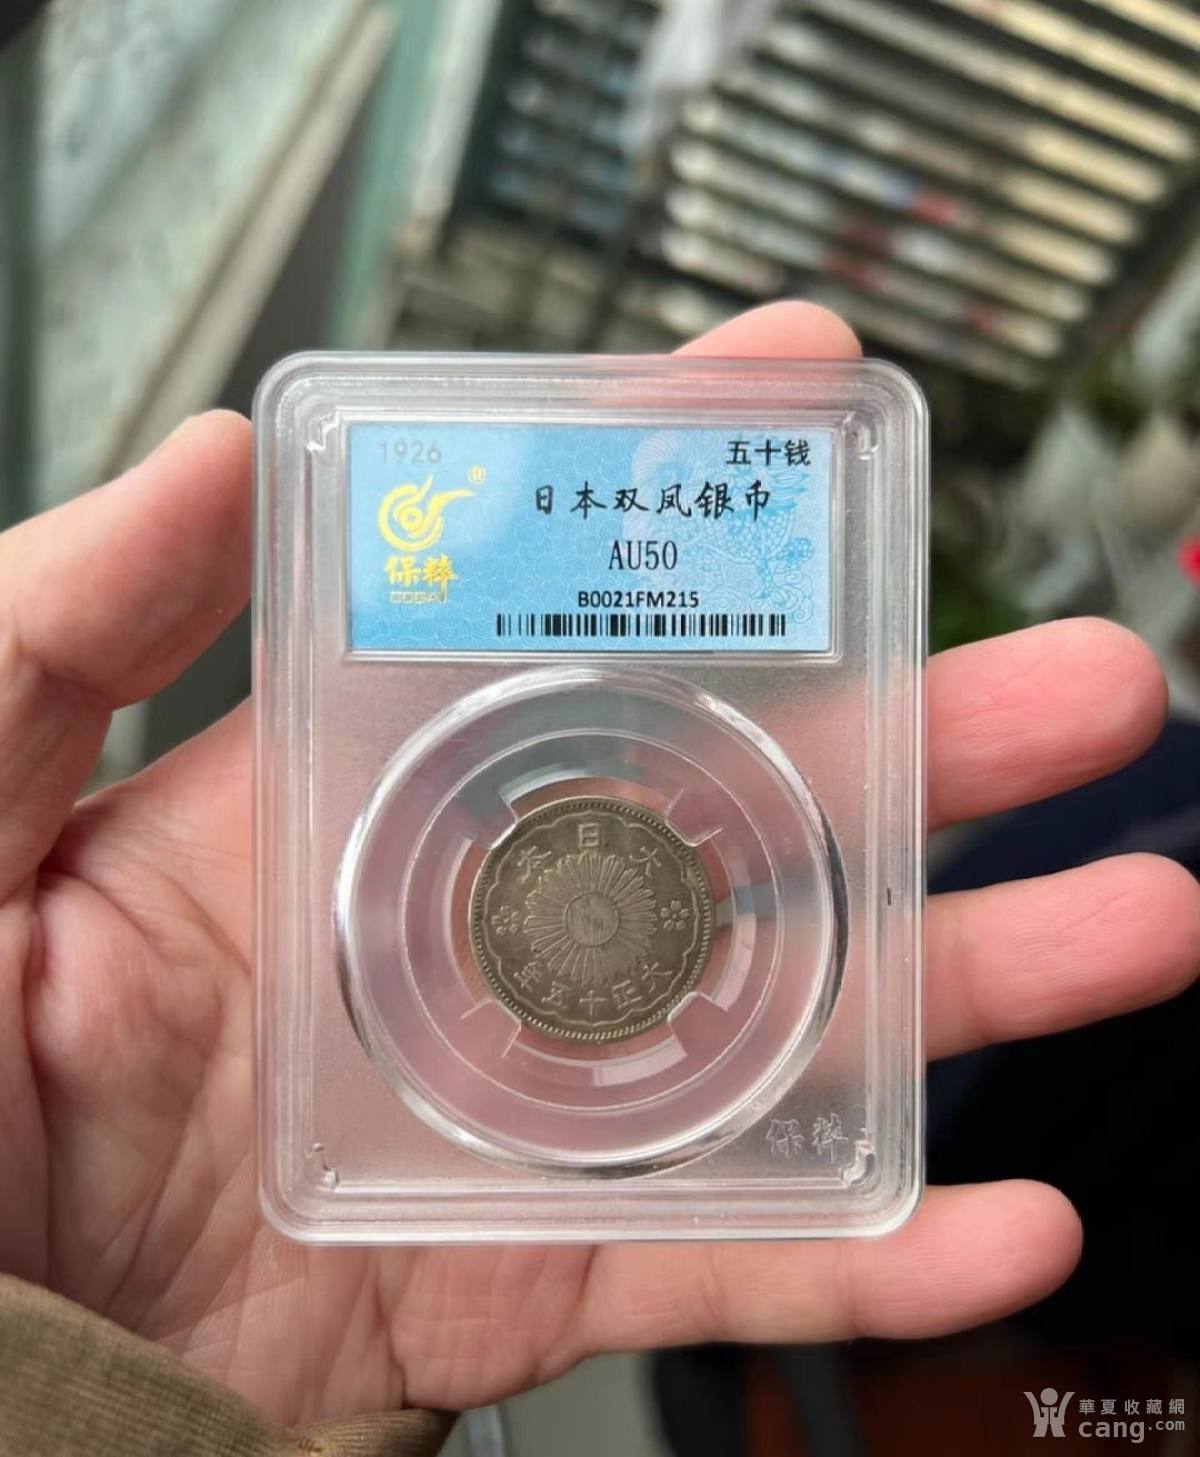 1926
五十钱
®
日本双凤银币
保粹
AU50
B0021FM215
大日本
大正十五年
保粹
華夏收藏網
cang.com